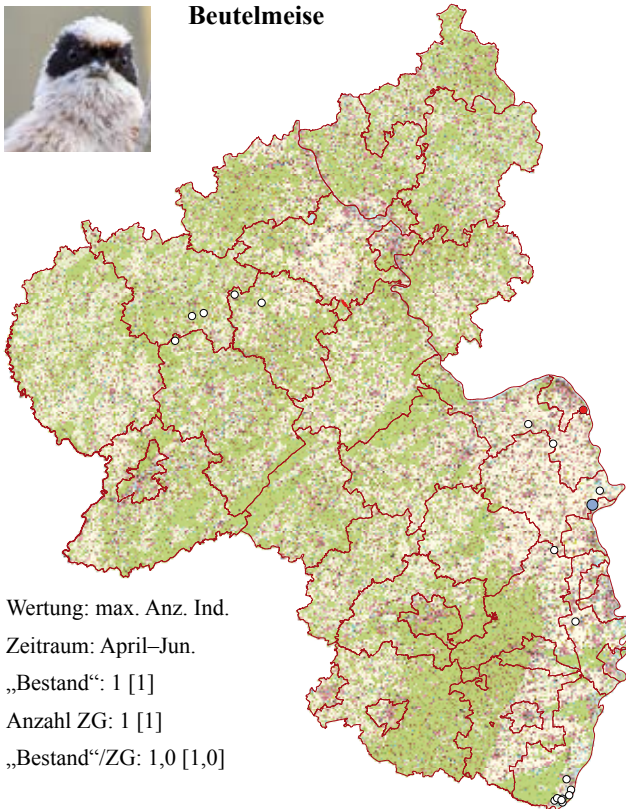 Beutelmeise
Wertung: max. Anz. Ind.
Zeitraum: April–Jun.
„Bestand“: 1 [1]
Anzahl ZG: 1 [1]
„Bestand“/ZG: 1,0 [1,0]